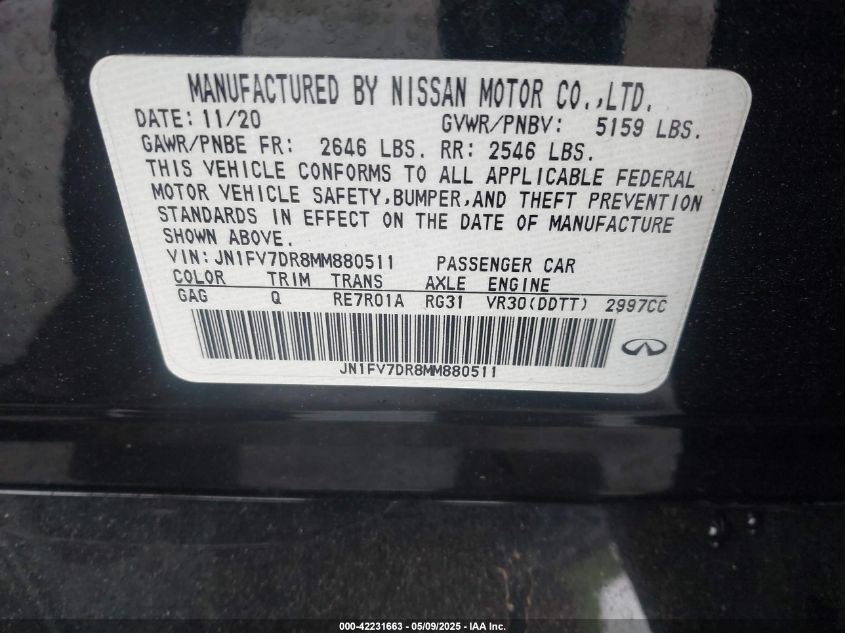 MANUFACTURED BY NISSAN MOTOR CO.,LTD.
DATE: 11/20 GVWR/PNBV: 5159 LBS.
GAWR/PNBE FR: 2646 LBS. RR: 2546 LBS.
THIS VEHICLE CONFORMS TO ALL APPLICABLE FEDERAL
MOTOR VEHICLE SAFETY,BUMPER,AND THEFT PREVENTION
STANDARDS IN EFFECT ON THE DATE OF MANUFACTURE
SHOWN ABOVE.
VIN: JN1FV7DR8MM880511 PASSENGER CAR
COLOR TRIM TRANS AXLE ENGINE
GAG Q RE7R01A RG31 VR30(DDTT) 2997CC
JN1FV7DR8MM880511
000-42231663 - 05/09/2025 - IAA Inc.